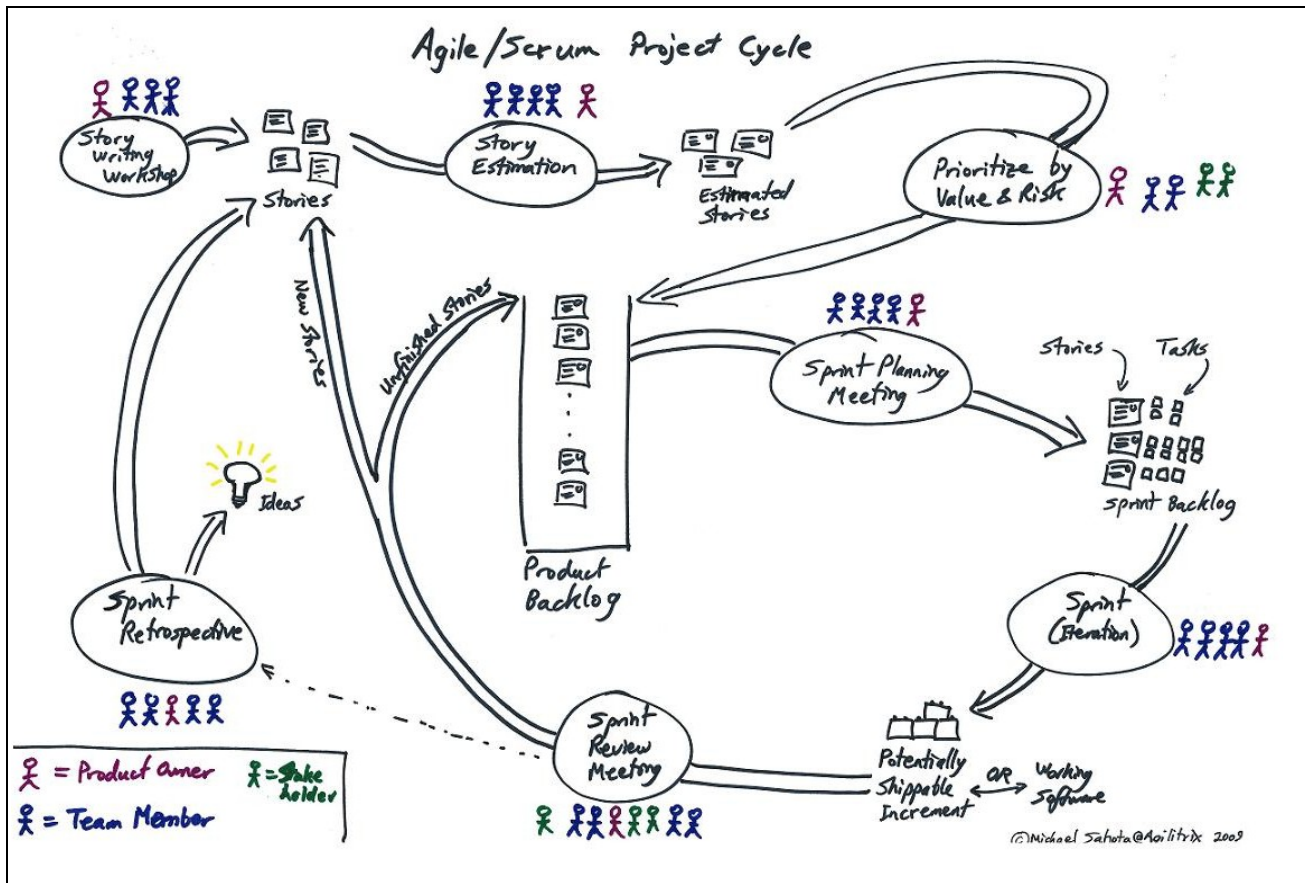 Agile/Scrum Project Cycle
Story
Writing
Workshop
Stories
Story
Estimation
Estimated
Stories
Prioritize by
Value & Risk
New Stories
Unfinished Stories
Product
Backlog
Sprint Planning
Meeting
Stories
Tasks
Sprint Backlog
Sprint
(Iteration)
Potentially
Shippable
Increment
OR
Working
Software
Sprint
Review
Meeting
Ideas
Sprint
Retrospective
= Product Owner
= Stake
holder
= Team Member
©Michael Sahota@Agilitrix 2009